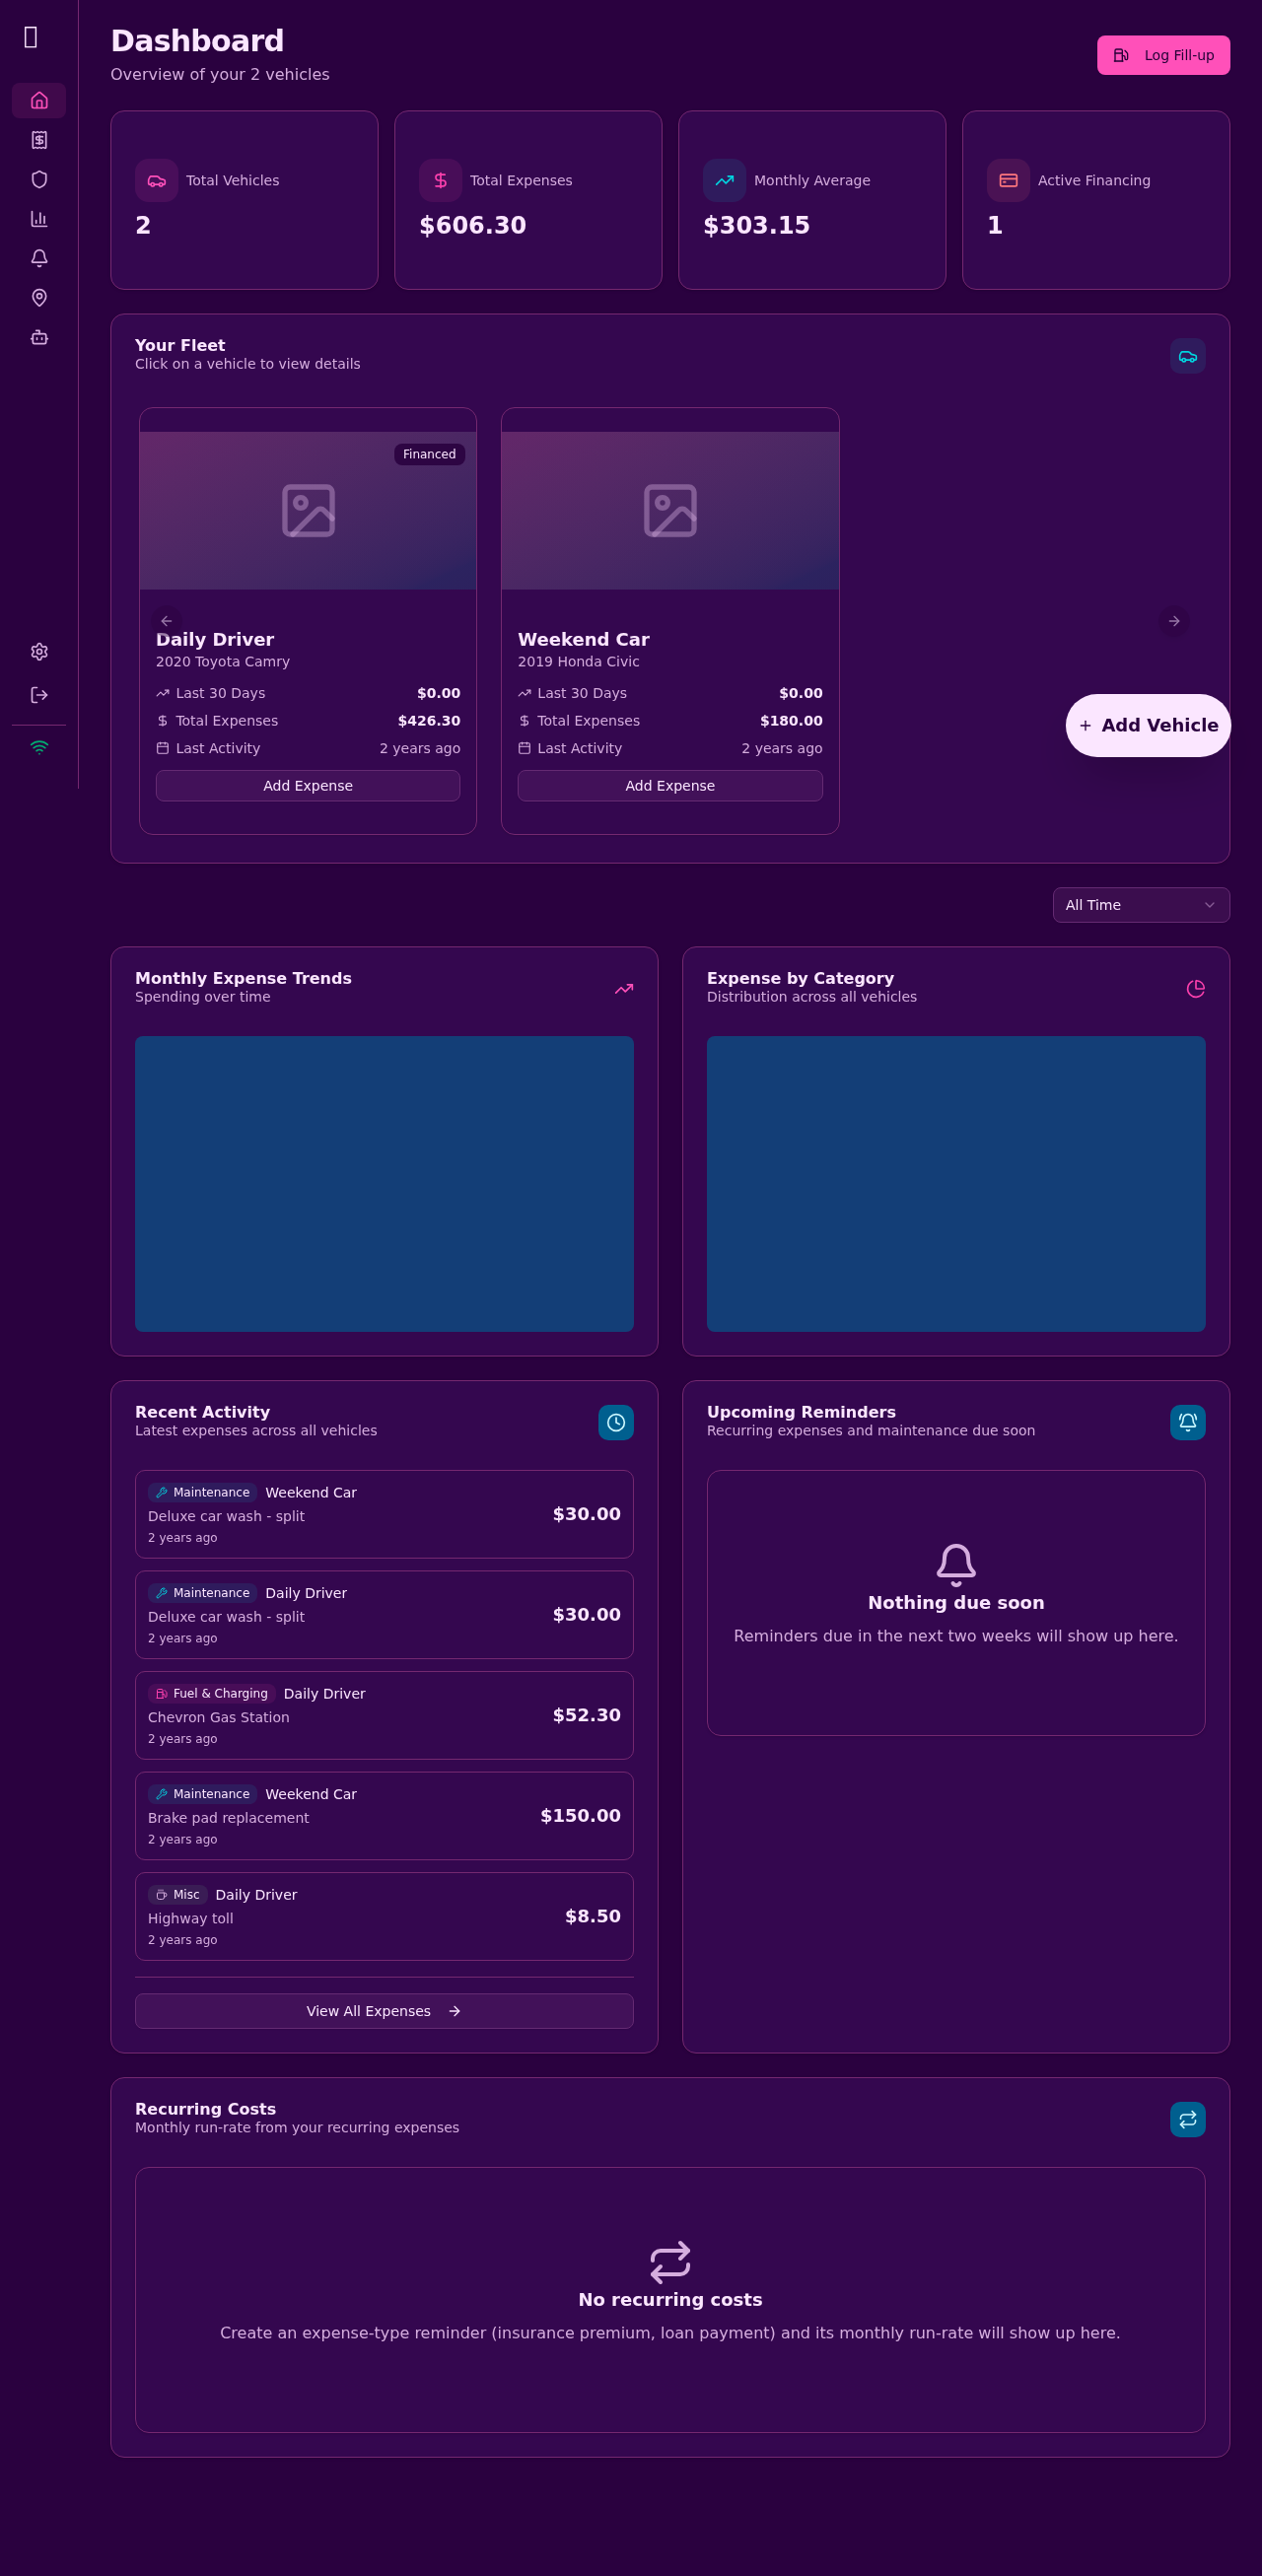 Dashboard
Overview of your 2 vehicles
Log Fill-up
Total Vehicles
2
Total Expenses
$606.30
Monthly Average
$303.15
Active Financing
1
Your Fleet
Click on a vehicle to view details
Financed
Daily Driver
2020 Toyota Camry
Last 30 Days $0.00
Total Expenses $426.30
Last Activity 2 years ago
Add Expense
Weekend Car
2019 Honda Civic
Last 30 Days $0.00
Total Expenses $180.00
Last Activity 2 years ago
Add Expense
Add Vehicle
All Time
Monthly Expense Trends
Spending over time
Expense by Category
Distribution across all vehicles
Recent Activity
Latest expenses across all vehicles
Maintenance Weekend Car
Deluxe car wash - split
2 years ago
$30.00
Maintenance Daily Driver
Deluxe car wash - split
2 years ago
$30.00
Fuel & Charging Daily Driver
Chevron Gas Station
2 years ago
$52.30
Maintenance Weekend Car
Brake pad replacement
2 years ago
$150.00
Misc Daily Driver
Highway toll
2 years ago
$8.50
View All Expenses
Upcoming Reminders
Recurring expenses and maintenance due soon
Nothing due soon
Reminders due in the next two weeks will show up here.
Recurring Costs
Monthly run-rate from your recurring expenses
No recurring costs
Create an expense-type reminder (insurance premium, loan payment) and its monthly run-rate will show up here.